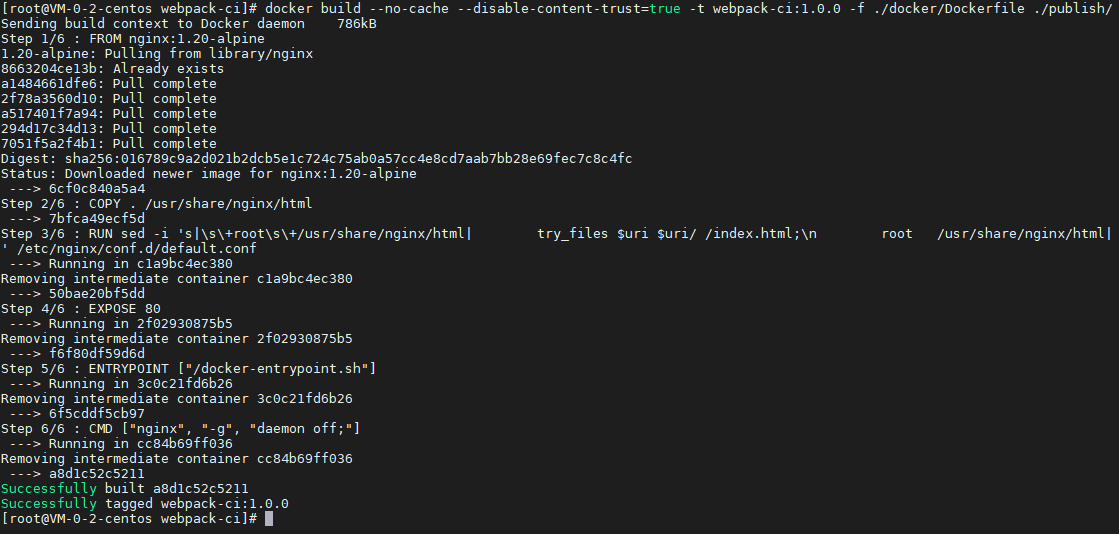 [root@VM-0-2-centos webpack-ci]# docker build --no-cache --disable-content-trust=true -t webpack-ci:1.0.0 -f ./docker/Dockerfile ./publish/
Sending build context to Docker daemon    786kB
Step 1/6 : FROM nginx:1.20-alpine
1.20-alpine: Pulling from library/nginx
8663204ce13b: Already exists
a1484661dfe6: Pull complete
2f78a3560d10: Pull complete
a517401f7a94: Pull complete
294d17c34d13: Pull complete
7051f5a2f4b1: Pull complete
Digest: sha256:016789c9a2d021b2dcb5e1c724c75ab0a57cc4e8cd7aab7bb28e69fec7c8c4fc
Status: Downloaded newer image for nginx:1.20-alpine
 ---> 6cf0c840a5a4
Step 2/6 : COPY . /usr/share/nginx/html
 ---> 7bfca49ecf5d
Step 3/6 : RUN sed -i 's|\s\+root\s\+/usr/share/nginx/html|        try_files $uri $uri/ /index.html;\n        root   /usr/share/nginx/html|
' /etc/nginx/conf.d/default.conf
 ---> Running in c1a9bc4ec380
Removing intermediate container c1a9bc4ec380
 ---> 50bae20bf5dd
Step 4/6 : EXPOSE 80
 ---> Running in 2f02930875b5
Removing intermediate container 2f02930875b5
 ---> f6f80df59d6d
Step 5/6 : ENTRYPOINT ["/docker-entrypoint.sh"]
 ---> Running in 3c0c21fd6b26
Removing intermediate container 3c0c21fd6b26
 ---> 6f5cddf5cb97
Step 6/6 : CMD ["nginx", "-g", "daemon off;"]
 ---> Running in cc84b69ff036
Removing intermediate container cc84b69ff036
 ---> a8d1c52c5211
Successfully built a8d1c52c5211
Successfully tagged webpack-ci:1.0.0
[root@VM-0-2-centos webpack-ci]#